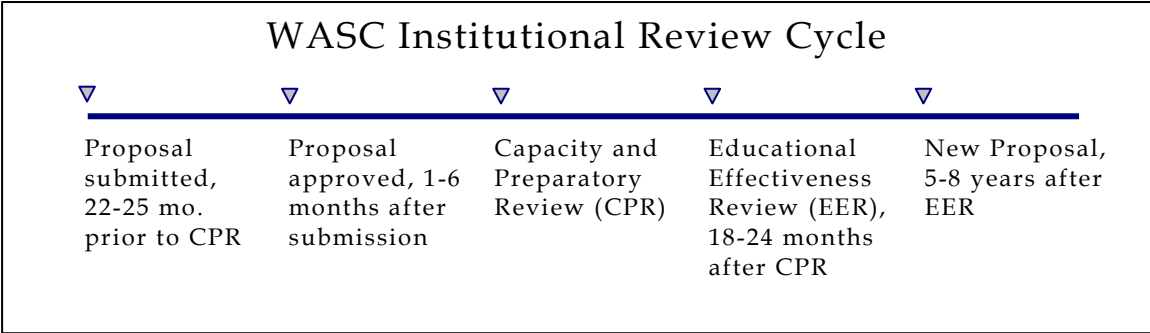 WASC Institutional Review Cycle
Proposal
submitted,
22-25 mo.
prior to CPR
Proposal
approved, 1-6
months after
submission
Capacity and
Preparatory
Review (CPR)
Educational
Effectiveness
Review (EER),
18-24 months
after CPR
New Proposal,
5-8 years after
EER